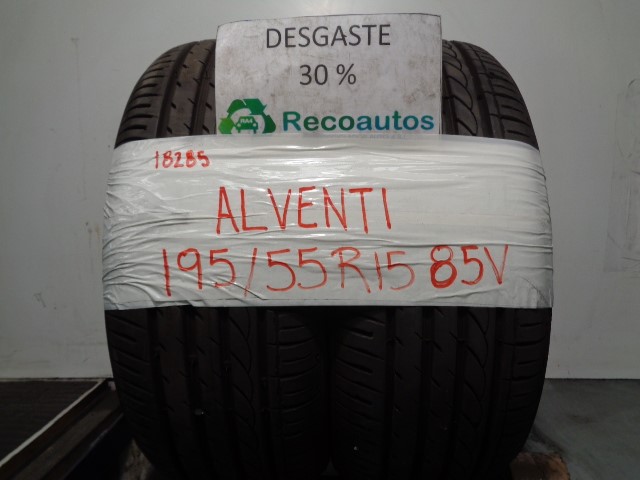 DESGASTE
30 %
Recoautos
18285
ALVENTI
195/55R15 85V